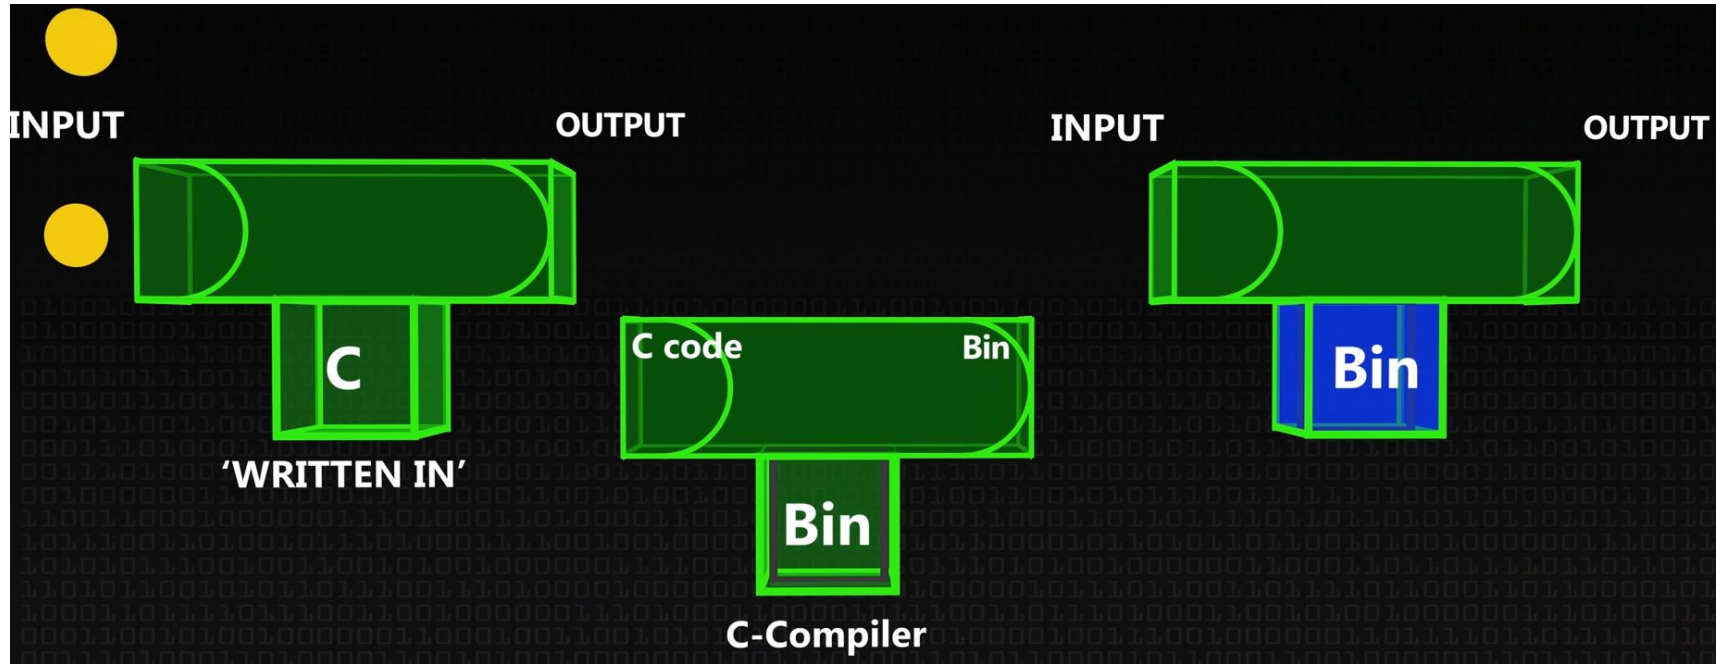 INPUT
OUTPUT
INPUT
OUTPUT
C code
Bin
C
Bin
‘WRITTEN IN’
Bin
C-Compiler